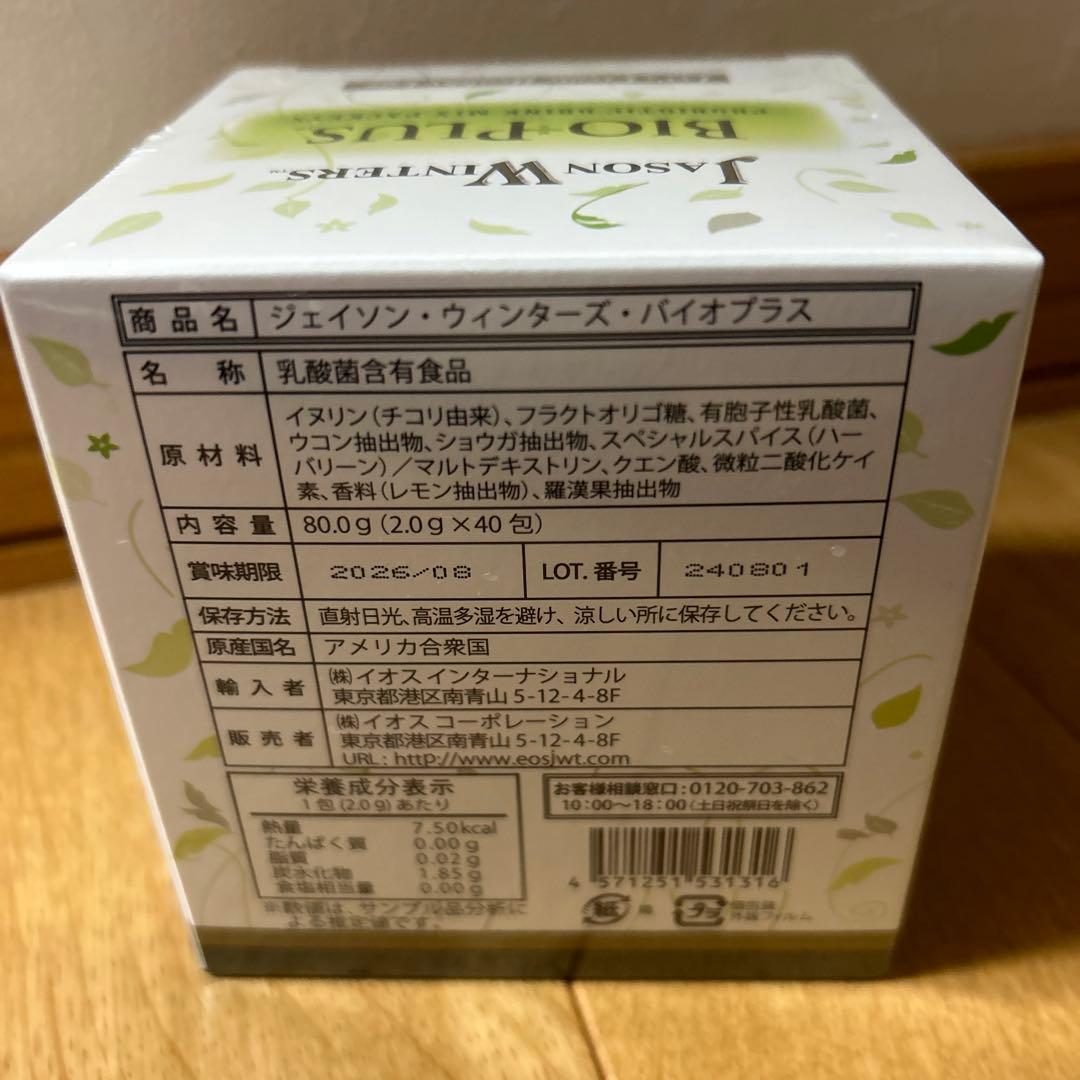 JASON WINTERS™
BIO PLUS
PROBIOTIC DRINK MIX PACKETS
商品名 ジェイソン・ウィンターズ・バイオプラス
名称 乳酸菌含有食品
原材料 イヌリン(チコリ由来)、フラクトオリゴ糖、有胞子性乳酸菌、
ウコン抽出物、ショウガ抽出物、スペシャルスパイス(ハー
バリーン)／マルトデキストリン、クエン酸、微粒二酸化ケイ
素、香料(レモン抽出物)、羅漢果抽出物
内容量 80.0g(2.0g×40包)
賞味期限 2026/08 LOT.番号 240801
保存方法 直射日光、高温多湿を避け、涼しい所に保存してください。
原産国名 アメリカ合衆国
輸入者 ㈱イオス インターナショナル
東京都港区南青山5-12-4-8F
販売者 ㈱イオス コーポレーション
東京都港区南青山5-12-4-8F
URL:http://www.eosjwt.com
栄養成分表示
1包(2.0g)あたり
熱量 7.50kcal
たんぱく質 0.00g
脂質 0.02g
炭水化物 1.85g
食塩相当量 0.00g
※数値は、サンプル品分析に
よる推定値です。
お客様相談窓口:0120-703-862
10:00～18:00(土日祝祭日を除く)
4 571251 531316
紙 箱
プラ 個包装
外装フィルム